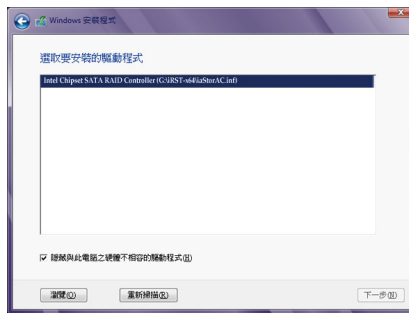 Windows 安裝程式
選取要安裝的驅動程式
Intel Chipset SATA RAID Controller (G:\iRST-x64\iaStorAC.inf)
隱藏與此電腦之硬體不相容的驅動程式(H)
瀏覽(O)
重新掃描(R)
下一步(N)